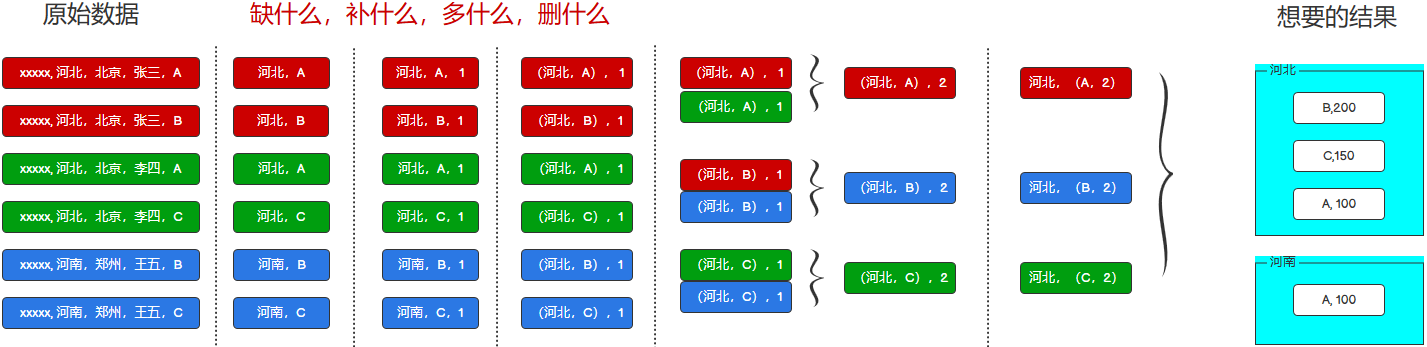 原始数据
缺什么，补什么，多什么，删什么
想要的结果
xxxxx, 河北，北京，张三，A
xxxxx, 河北，北京，张三，B
xxxxx, 河北，北京，李四，A
xxxxx, 河北，北京，李四，C
xxxxx, 河南，郑州，王五，B
xxxxx, 河南，郑州，王五，C
河北，A
河北，B
河北，A
河北，C
河南，B
河南，C
河北，A，1
河北，B，1
河北，A，1
河北，C，1
河南，B，1
河南，C，1
（河北，A），1
（河北，B），1
（河北，A），1
（河北，C），1
（河北，B），1
（河北，C），1
（河北，A），1
（河北，A），1
（河北，B），1
（河北，B），1
（河北，C），1
（河北，C），1
（河北，A），2
（河北，B），2
（河北，C），2
河北，（A，2）
河北，（B，2）
河北，（C，2）
河北
B,200
C,150
A, 100
河南
A, 100